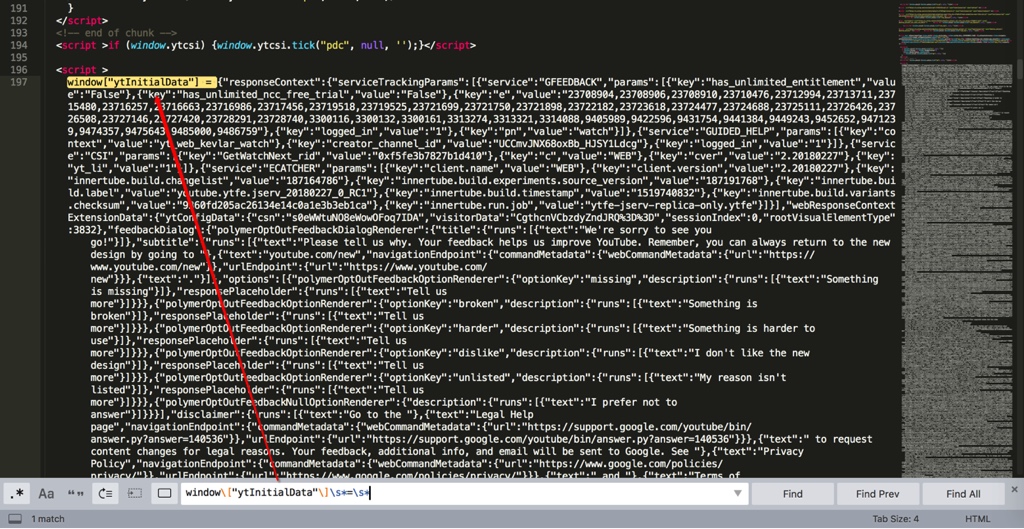 191 }
192 </script>
193 <!-- end of chunk -->
194 <script >if (window.ytcsi) {window.ytcsi.tick("pdc", null, '');}</script>
195
196 <script >
197 window["ytInitialData"] = {"responseContext":{"serviceTrackingParams":[{"service":"GFEEDBACK","params":[{"key":"has_unlimited_entitlement","valu
e":"False"},{"key":"has_unlimited_ncc_free_trial","value":"False"},{"key":"e","value":"23708904,23708906,23708910,23710476,23712994,23713711,237
15480,23716257,23716663,23716986,23717456,23719518,23719525,23721699,23721750,23721898,23722182,23723618,23724477,23724688,23725111,23726426,237
26508,23727146,23727420,23728291,23728740,3300116,3300132,3300161,3313274,3313321,3314088,9405989,9422596,9431754,9441384,9449243,9452652,947123
9,9474357,9475643,9485000,9486759"},{"key":"logged_in","value":"1"},{"key":"pn","value":"watch"}]},{"service":"GUIDED_HELP","params":[{"key":"co
ntext","value":"yt_web_kevlar_watch"},{"key":"creator_channel_id","value":"UCCmvJNX68oxBb_HJSY1Ldcg"},{"key":"logged_in","value":"1"}]},{"servic
e":"CSI","params":[{"key":"GetWatchNext_rid","value":"0xf5fe3b7827b1d410"},{"key":"c","value":"WEB"},{"key":"cver","value":"2.20180227"},{"key":
"yt_li","value":"1"}]},{"service":"ECATCHER","params":[{"key":"client.name","value":"WEB"},{"key":"client.version","value":"2.20180227"},{"key":"
innertube.build.changelist","value":"187164786"},{"key":"innertube.build.experiments.source_version","value":"187191768"},{"key":"innertube.bui
ld.label","value":"youtube.ytfe.jserv_20180227_0_RC1"},{"key":"innertube.build.timestamp","value":"1519740832"},{"key":"innertube.build.variants
.checksum","value":"9260fd205ac26314e14c0a1e3b3eb1ca"},{"key":"innertube.run.job","value":"ytfe-jserv-replica-only.ytfe"}]}],"webResponseContext
ExtensionData":{"ytConfigData":{"csn":"s0eWWtuNO8eWowOFoq7IDA","visitorData":"CgthcnVCbzdyZndJRQ%3D%3D","sessionIndex":0,"rootVisualElementType"
:3832},"feedbackDialog":{"polymerOptOutFeedbackDialogRenderer":{"title":{"runs":[{"text":"We're sorry to see you
go!"}]},"subtitle":{"runs":[{"text":"Please tell us why. Your feedback helps us improve YouTube. Remember, you can always return to the new
design by going to "},{"text":"youtube.com/new","navigationEndpoint":{"commandMetadata":{"webCommandMetadata":{"url":"https://
www.youtube.com/new"}},"urlEndpoint":{"url":"https://www.youtube.com/
new"}}},{"text":"."}]},"options":[{"polymerOptOutFeedbackOptionRenderer":{"optionKey":"missing","description":{"runs":[{"text":"Something
is missing"}]},"responsePlaceholder":{"runs":[{"text":"Tell us
more"}]}}},{"polymerOptOutFeedbackOptionRenderer":{"optionKey":"broken","description":{"runs":[{"text":"Something is
broken"}]},"responsePlaceholder":{"runs":[{"text":"Tell us
more"}]}}},{"polymerOptOutFeedbackOptionRenderer":{"optionKey":"harder","description":{"runs":[{"text":"Something is harder to
use"}]},"responsePlaceholder":{"runs":[{"text":"Tell us
more"}]}}},{"polymerOptOutFeedbackOptionRenderer":{"optionKey":"dislike","description":{"runs":[{"text":"I don't like the new
design"}]},"responsePlaceholder":{"runs":[{"text":"Tell us
more"}]}}},{"polymerOptOutFeedbackOptionRenderer":{"optionKey":"unlisted","description":{"runs":[{"text":"My reason isn't
listed"}]},"responsePlaceholder":{"runs":[{"text":"Tell us
more"}]}}},{"polymerOptOutFeedbackNullOptionRenderer":{"description":{"runs":[{"text":"I prefer not to
answer"}]}}}],"disclaimer":{"runs":[{"text":"Go to the "},{"text":"Legal Help
page","navigationEndpoint":{"commandMetadata":{"webCommandMetadata":{"url":"https://support.google.com/youtube/bin/
answer.py?answer=140536"}},"urlEndpoint":{"url":"https://support.google.com/youtube/bin/answer.py?answer=140536"}}},{"text":" to request
content changes for legal reasons. Your feedback, additional info, and email will be sent to Google. See "},{"text":"Privacy
Policy","navigationEndpoint":{"commandMetadata":{"webCommandMetadata":{"url":"https://www.google.com/policies/
privacy/"}},"urlEndpoint":{"url":"https://www.google.com/policies/privacy/"}}},{"text":" and "},{"text":"Terms of
.* Aa “” window\["ytInitialData"\]\s*=\s* Find Find Prev Find All
1 match Tab Size: 4 HTML